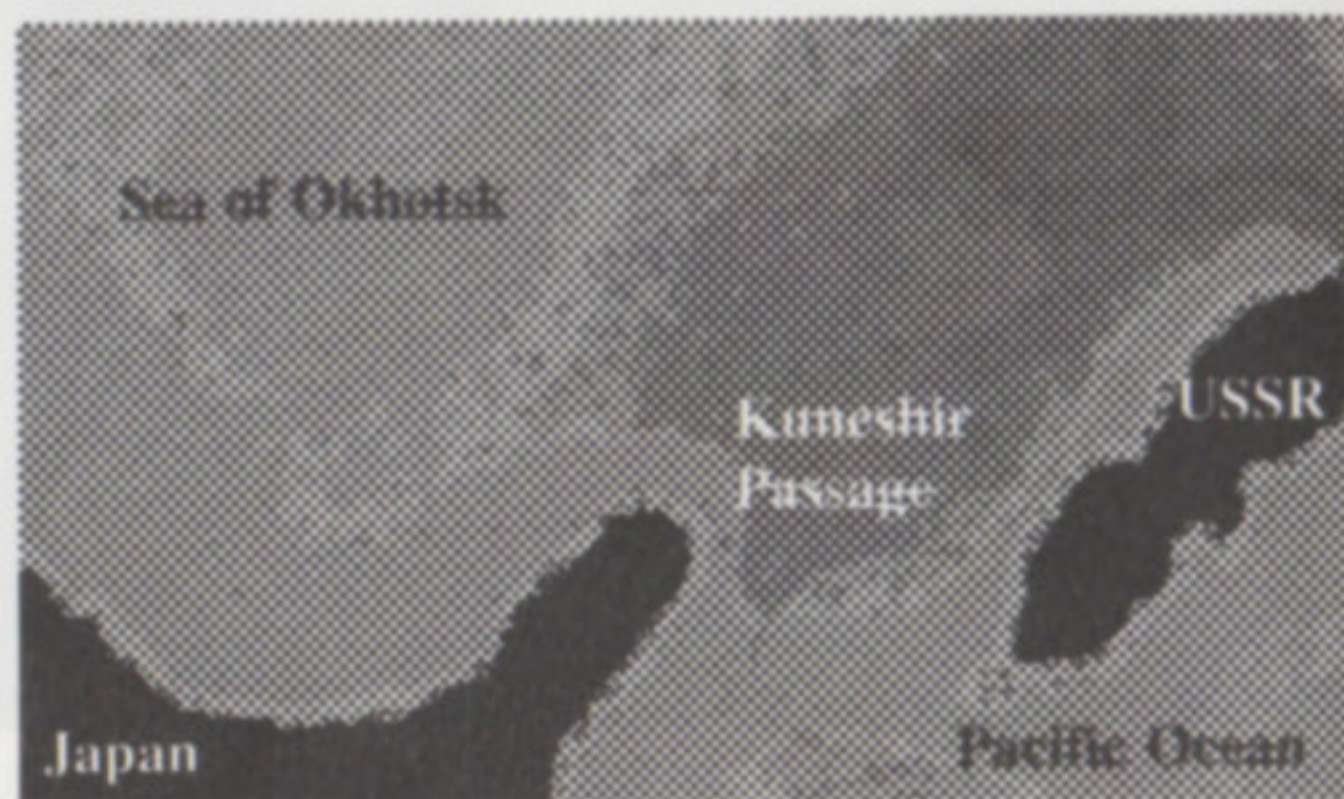 Sea of Okhotsk
Kuneshir
Passage
USSR
Japan
Pacific Ocean